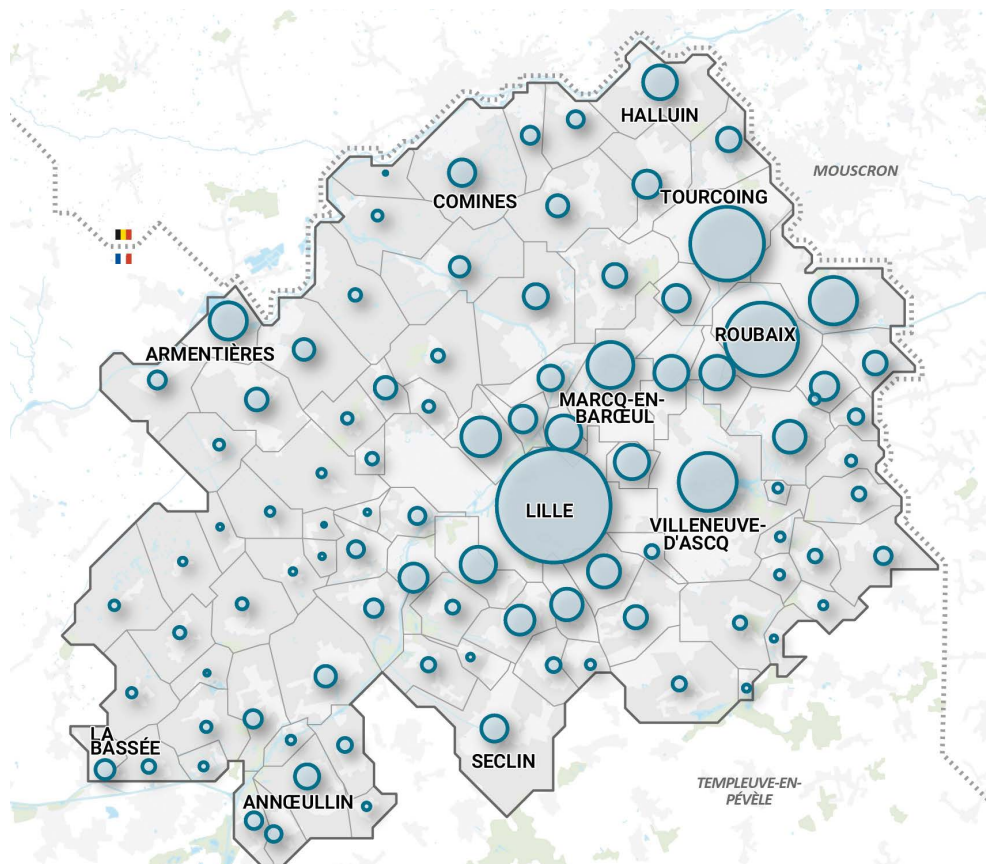 HALLUIN
MOUSCRON
COMINES
TOURCOING
ROUBAIX
ARMENTIÈRES
MARCQ-EN-
BARŒUL
LILLE
VILLENEUVE-
D'ASCQ
LA
BASSÉE
SECLIN
ANNŒULLIN
TEMPLEUVE-EN-
PÉVÈLE